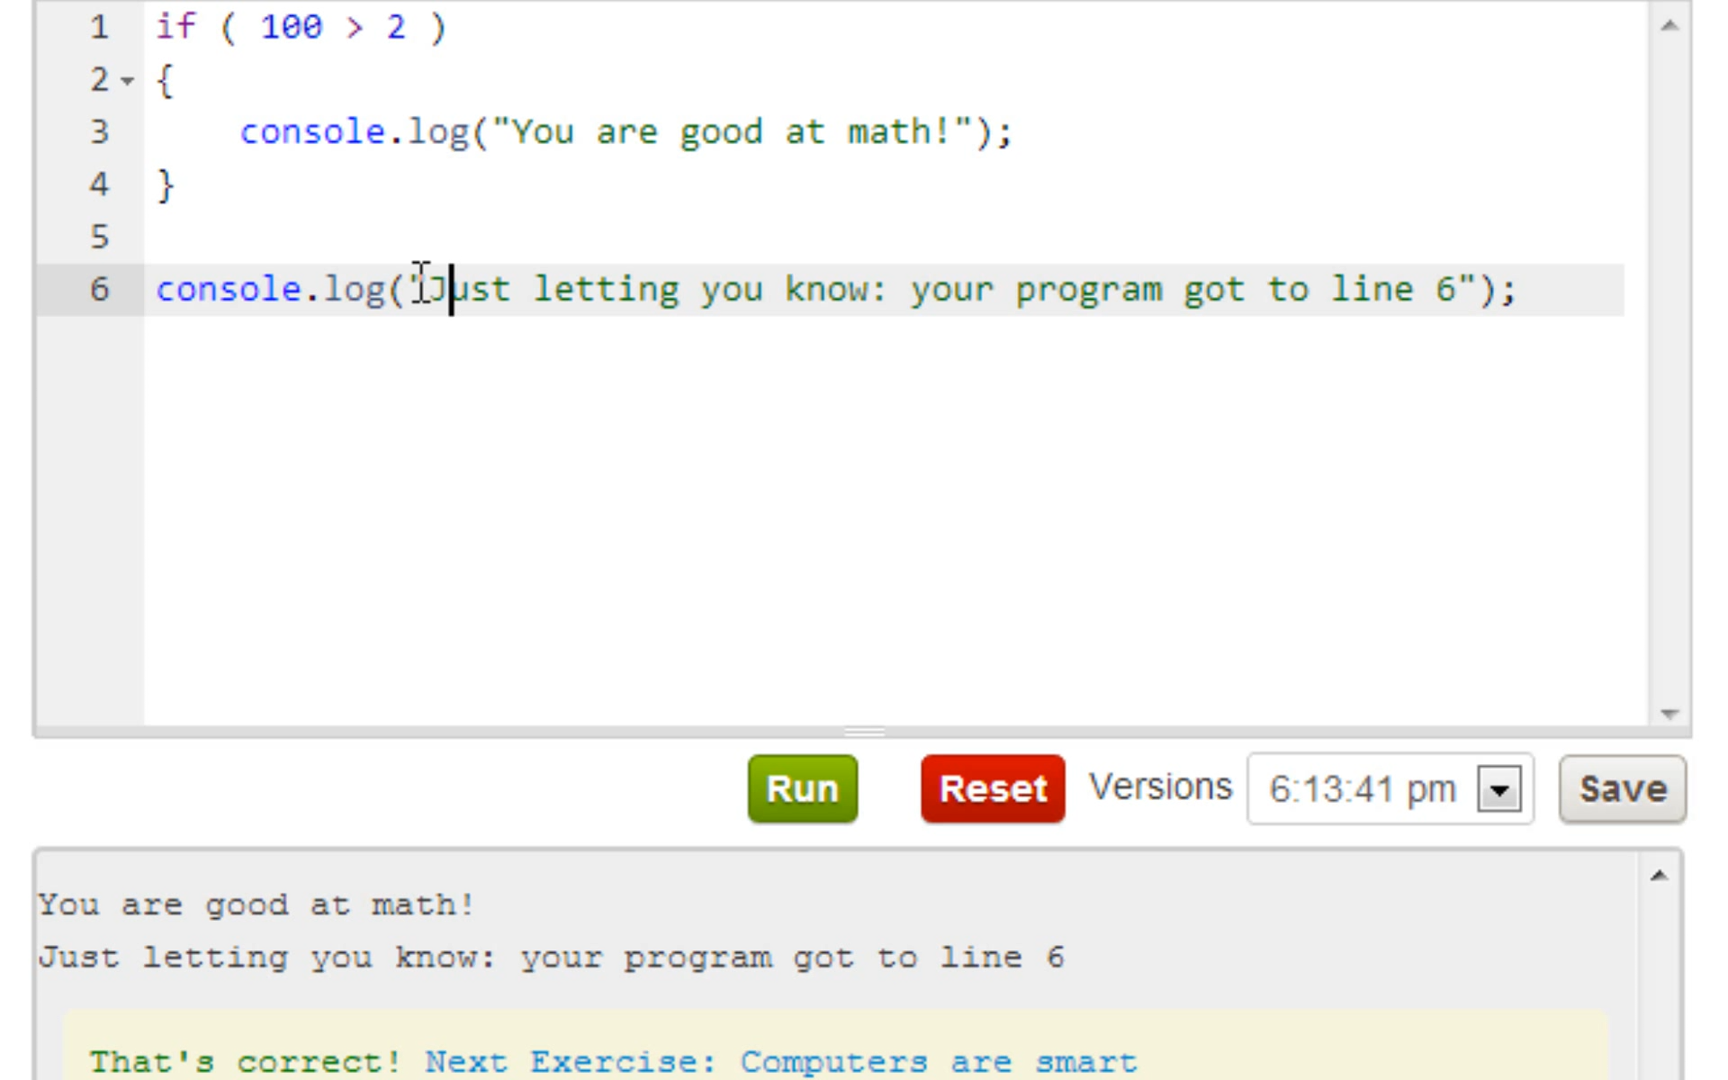 1 if ( 100 > 2 )
2 {
3 console.log("You are good at math!");
4 }
5
6 console.log("Just letting you know: your program got to line 6");
Run Reset Versions 6:13:41 pm Save
You are good at math!
Just letting you know: your program got to line 6
That's correct! Next Exercise: Computers are smart